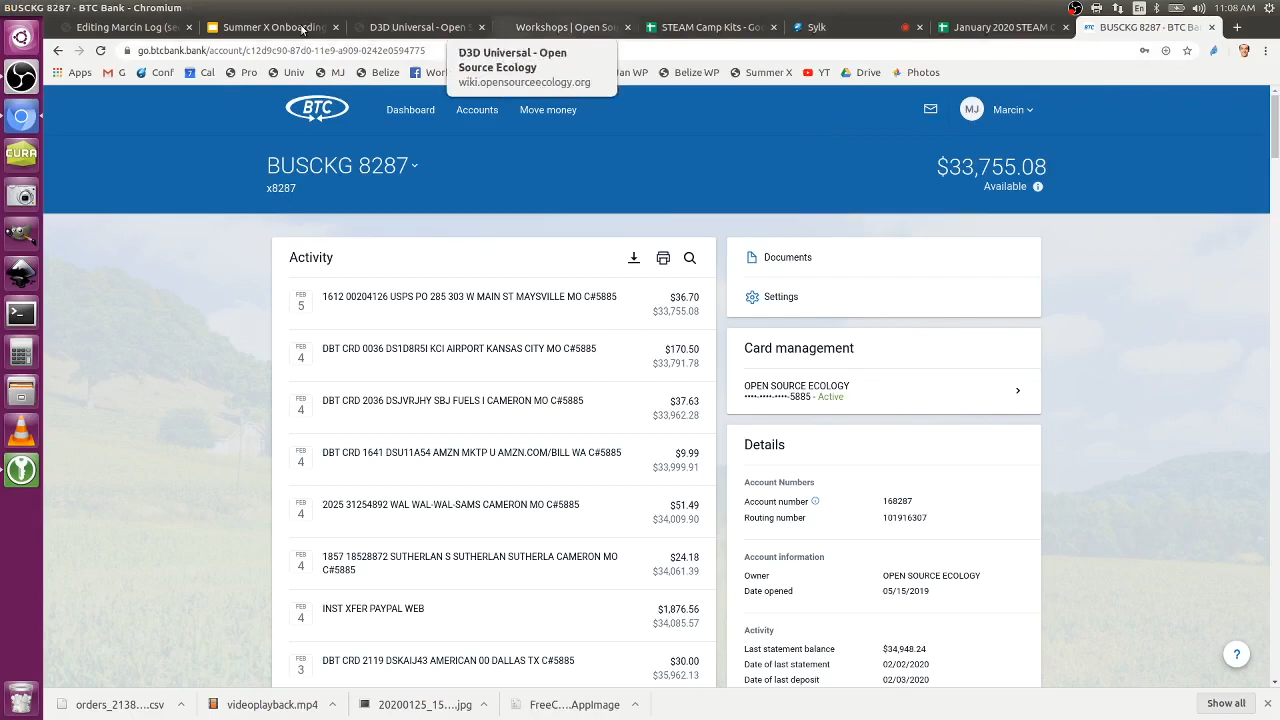 BUSCKG 8287 - BTC Bank - Chromium
En
11:08 AM
Editing Marcin Log (sec
Summer X Onboarding
D3D Universal - Open S
Workshops | Open Sou
STEAM Camp Kits - Go
Sylk
January 2020 STEAM C
BUSCKG 8287 - BTC Ba
go.btcbank.bank/account/c12d9c90-87d0-11e9-a909-0242e0594775
Apps
G
Conf
Cal
Pro
Univ
MJ
Belize
Jan WP
Belize WP
Summer X
YT
Drive
Photos
D3D Universal - Open
Source Ecology
wiki.opensourceecology.org
BTC
Dashboard
Accounts
Move money
MJ
Marcin
BUSCKG 8287
x8287
$33,755.08
Available
Activity
FEB
5
1612 00204126 USPS PO 285 303 W MAIN ST MAYSVILLE MO C#5885
$36.70
$33,755.08
FEB
4
DBT CRD 0036 DS1D8R5I KCI AIRPORT KANSAS CITY MO C#5885
$170.50
$33,791.78
FEB
4
DBT CRD 2036 DSJVRJHY SBJ FUELS I CAMERON MO C#5885
$37.63
$33,962.28
FEB
4
DBT CRD 1641 DSU11A54 AMZN MKTP U AMZN.COM/BILL WA C#5885
$9.99
$33,999.91
FEB
4
2025 31254892 WAL WAL-WAL-SAMS CAMERON MO C#5885
$51.49
$34,009.90
FEB
4
1857 18528872 SUTHERLAN S SUTHERLAN SUTHERLA CAMERON MO
C#5885
$24.18
$34,061.39
FEB
4
INST XFER PAYPAL WEB
$1,876.56
$34,085.57
FEB
3
DBT CRD 2119 DSKAIJ43 AMERICAN 00 DALLAS TX C#5885
$30.00
$35,962.13
Documents
Settings
Card management
OPEN SOURCE ECOLOGY
••••-••••-••••-5885 - Active
Details
Account Numbers
Account number
168287
Routing number
101916307
Account information
Owner
OPEN SOURCE ECOLOGY
Date opened
05/15/2019
Activity
Last statement balance
$34,948.24
Date of last statement
02/02/2020
Date of last deposit
02/03/2020
?
CURA
orders_2138....csv
videoplayback.mp4
20200125_15....jpg
FreeC....AppImage
Show all